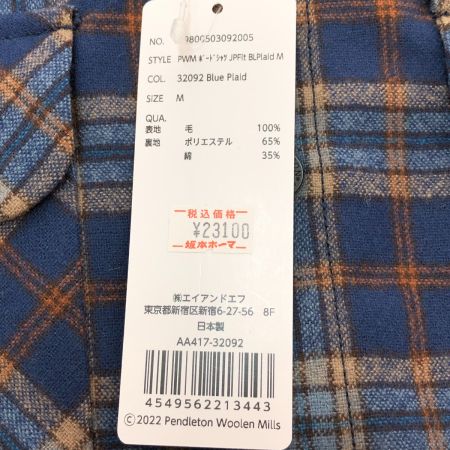 NO. 9800503092005
STYLE PWM ﾎﾞｰﾄﾞｼｬﾂ JPFit BLPlaid M
COL. 32092 Blue Plaid
SIZE M
QUA.
表地 毛 100%
裏地 ポリエステル 65%
綿 35%
税込価格
¥23100
坂本ホーマ
㈱エイアンドエフ
東京都新宿区新宿6-27-56 8F
日本製
AA417-32092
4549562213443
©2022 Pendleton Woolen Mills